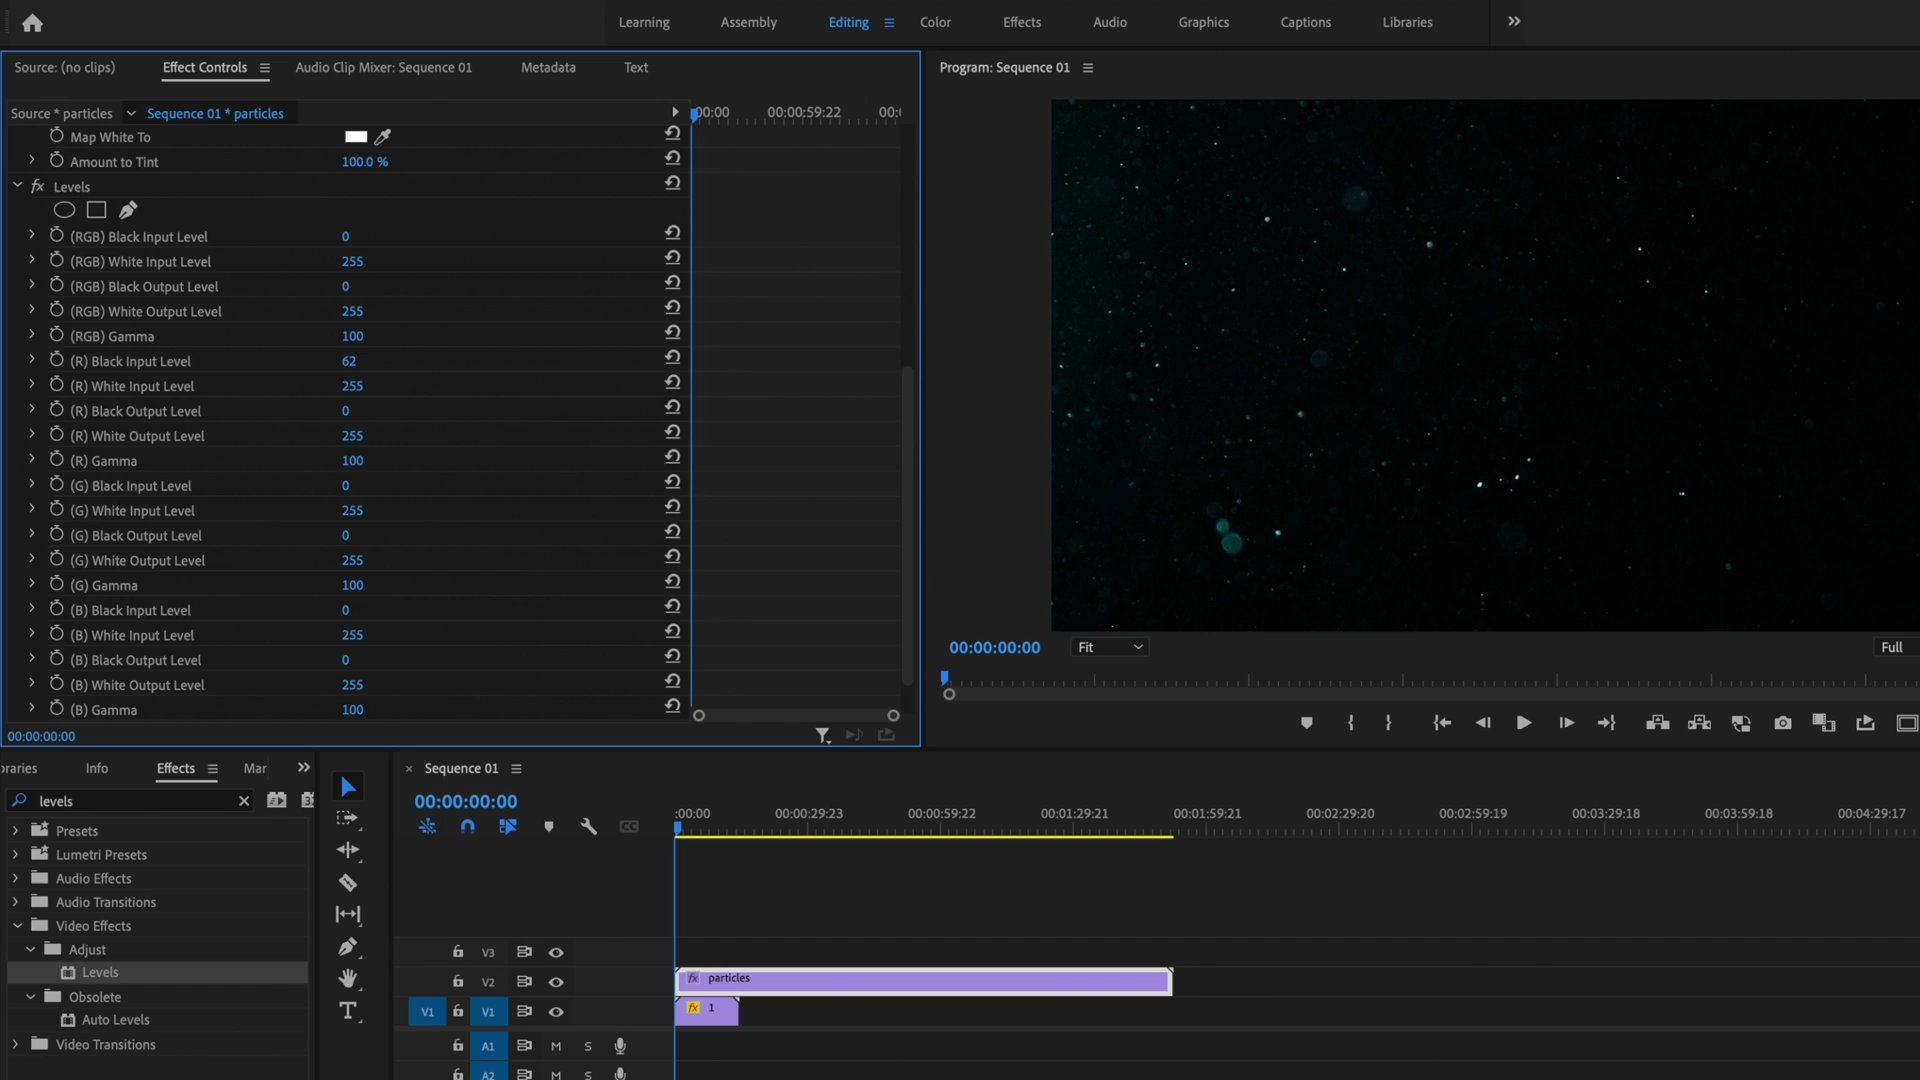 Learning Assembly Editing Color Effects Audio Graphics Captions Libraries
Source: (no clips) Effect Controls Audio Clip Mixer: Sequence 01 Metadata Text
Program: Sequence 01
Source * particles Sequence 01 * particles
:00:00 00:00:59:22 00:
Map White To
Amount to Tint 100.0 %
fx Levels
(RGB) Black Input Level 0
(RGB) White Input Level 255
(RGB) Black Output Level 0
(RGB) White Output Level 255
(RGB) Gamma 100
(R) Black Input Level 62
(R) White Input Level 255
(R) Black Output Level 0
(R) White Output Level 255
(R) Gamma 100
(G) Black Input Level 0
(G) White Input Level 255
(G) Black Output Level 0
(G) White Output Level 255
(G) Gamma 100
(B) Black Input Level 0
(B) White Input Level 255
(B) Black Output Level 0
(B) White Output Level 255
(B) Gamma 100
00:00:00:00
00:00:00:00 Fit Full
raries Info Effects Mar
levels
Presets
Lumetri Presets
Audio Effects
Audio Transitions
Video Effects
Adjust
Levels
Obsolete
Auto Levels
Video Transitions
× Sequence 01
00:00:00:00
:00:00 00:00:29:23 00:00:59:22 00:01:29:21 00:01:59:21 00:02:29:20 00:02:59:19 00:03:29:18 00:03:59:18 00:04:29:17
V3
V2 fx particles
V1 V1 fx 1
A1 M S
A2 M S